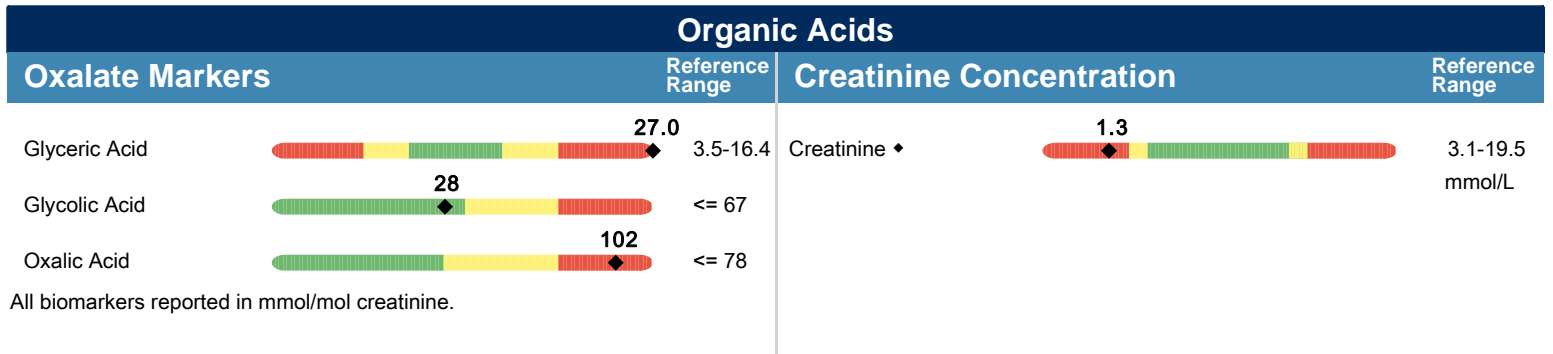 Organic Acids
Oxalate Markers Reference Range
Glyceric Acid 27.0 3.5-16.4
Glycolic Acid 28 <= 67
Oxalic Acid 102 <= 78
All biomarkers reported in mmol/mol creatinine.
Creatinine Concentration Reference Range
Creatinine ◆ 1.3 3.1-19.5
mmol/L